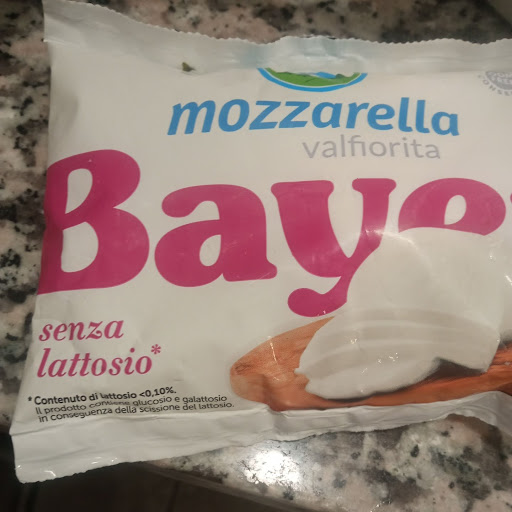 mozzarella
valfiorita
Baye
senza
lattosio*
* Contenuto di lattosio <0,10%.
Il prodotto contiene glucosio e galattosio
in conseguenza della scissione del lattosio.